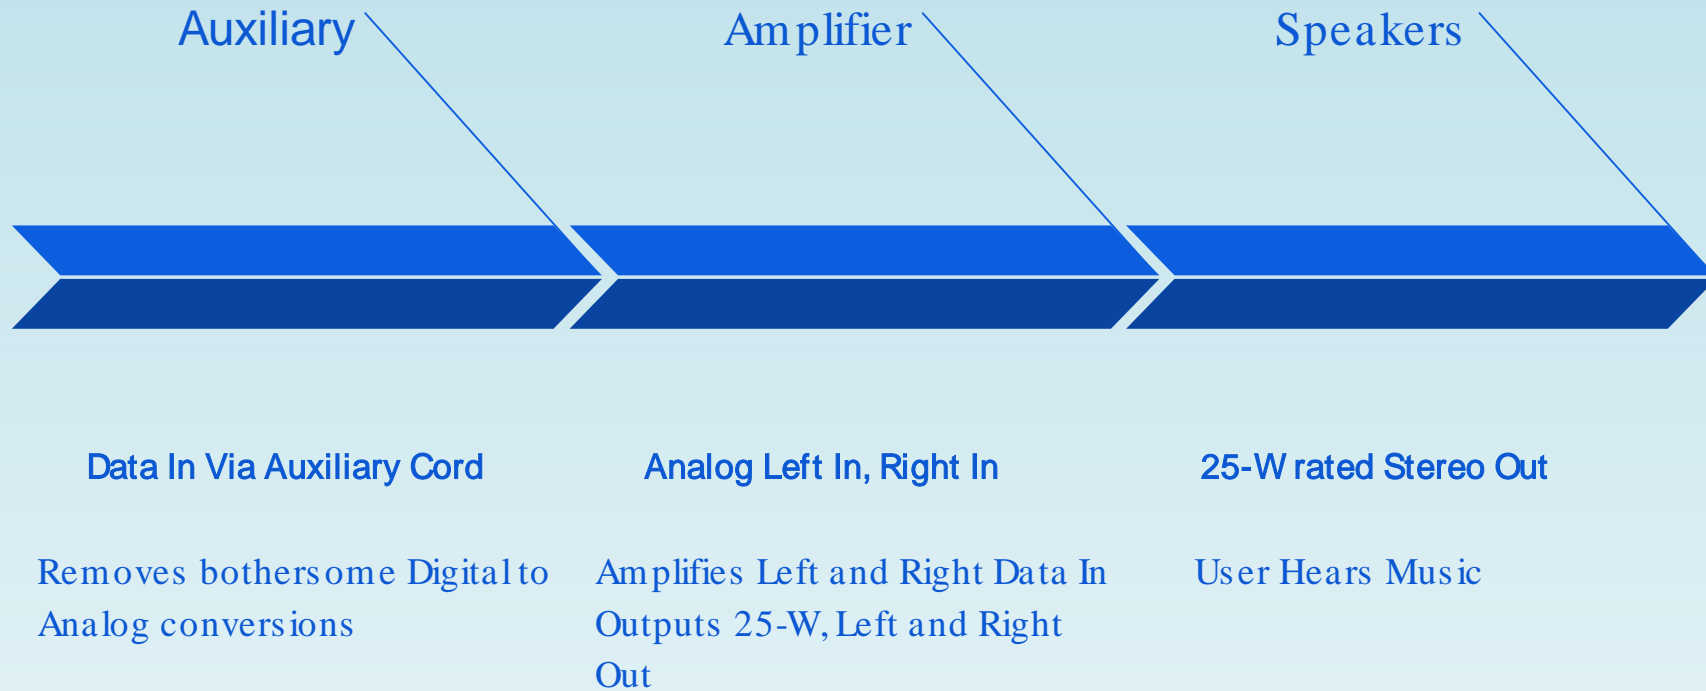 Auxiliary
Amplifier
Speakers
Data In Via Auxiliary Cord
Removes bothersome Digital to
Analog conversions
Analog Left In, Right In
Amplifies Left and Right Data In
Outputs 25-W, Left and Right
Out
25-W rated Stereo Out
User Hears Music